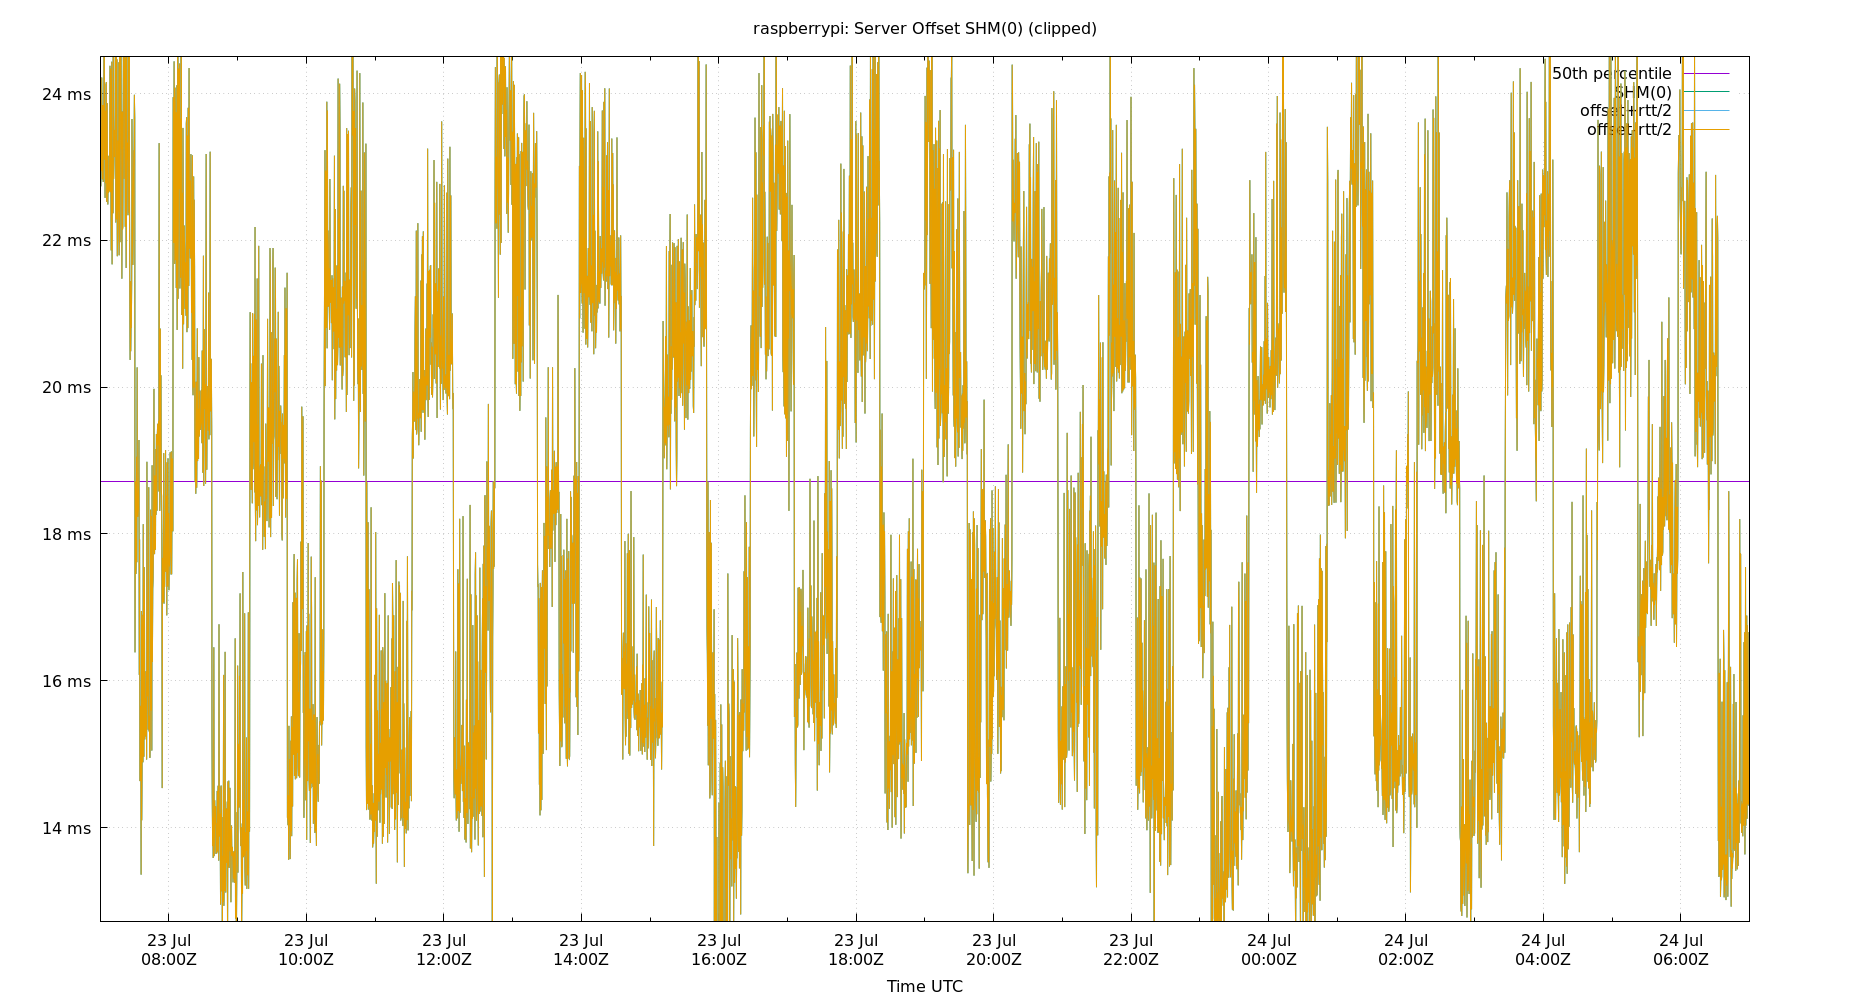 raspberrypi: Server Offset SHM(0) (clipped)
50th percentile
SHM(0)
offset+rtt/2
offset-rtt/2
24 ms
22 ms
20 ms
18 ms
16 ms
14 ms
23 Jul 23 Jul 23 Jul 23 Jul 23 Jul 23 Jul 23 Jul 23 Jul 24 Jul 24 Jul 24 Jul 24 Jul
08:00Z 10:00Z 12:00Z 14:00Z 16:00Z 18:00Z 20:00Z 22:00Z 00:00Z 02:00Z 04:00Z 06:00Z
Time UTC